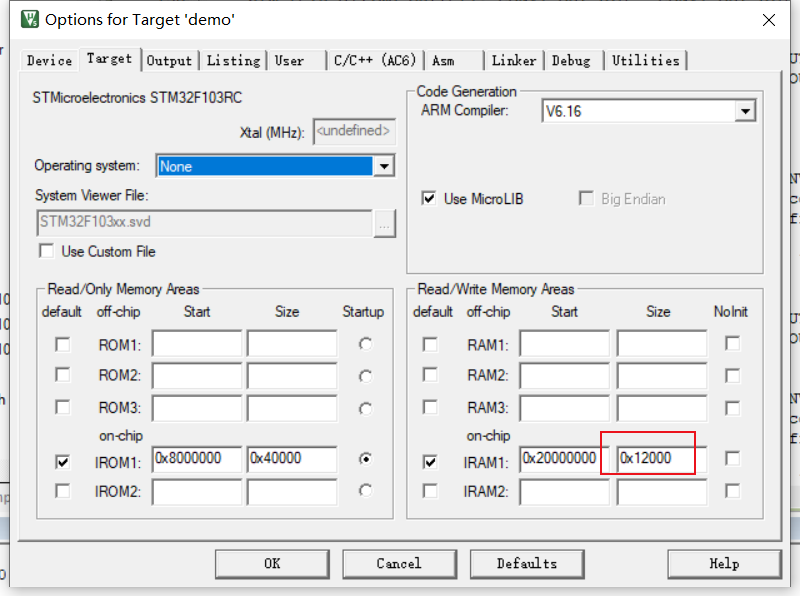 Options for Target 'demo'
Device Target Output Listing User C/C++ (AC6) Asm Linker Debug Utilities
STMicroelectronics STM32F103RC
Xtal (MHz): <undefined>
Operating system: None
System Viewer File:
STM32F103xx.svd ...
Use Custom File
Code Generation
ARM Compiler: V6.16
Use MicroLIB Big Endian
Read/Only Memory Areas
default off-chip Start Size Startup
ROM1:
ROM2:
ROM3:
on-chip
IROM1: 0x8000000 0x40000
IROM2:
Read/Write Memory Areas
default off-chip Start Size NoInit
RAM1:
RAM2:
RAM3:
on-chip
IRAM1: 0x20000000 0x12000
IRAM2:
OK Cancel Defaults Help